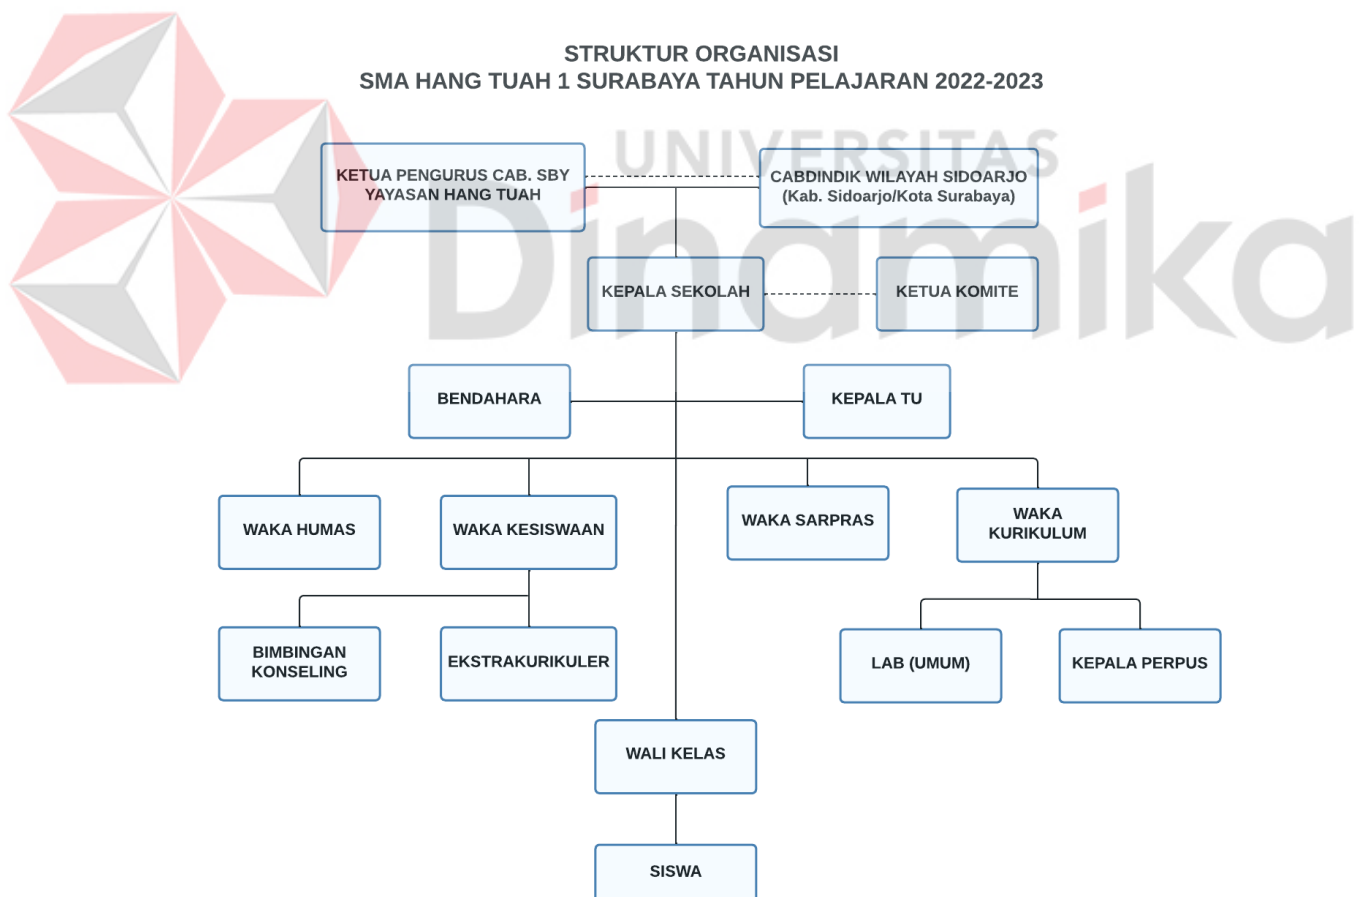 STRUKTUR ORGANISASI
SMA HANG TUAH 1 SURABAYA TAHUN PELAJARAN 2022-2023
UNIVERSITAS
Dinamika
KETUA PENGURUS CAB. SBY
YAYASAN HANG TUAH
CABDINDIK WILAYAH SIDOARJO
(Kab. Sidoarjo/Kota Surabaya)
KEPALA SEKOLAH
KETUA KOMITE
BENDAHARA
KEPALA TU
WAKA HUMAS
WAKA KESISWAAN
WAKA SARPRAS
WAKA
KURIKULUM
BIMBINGAN
KONSELING
EKSTRAKURIKULER
LAB (UMUM)
KEPALA PERPUS
WALI KELAS
SISWA